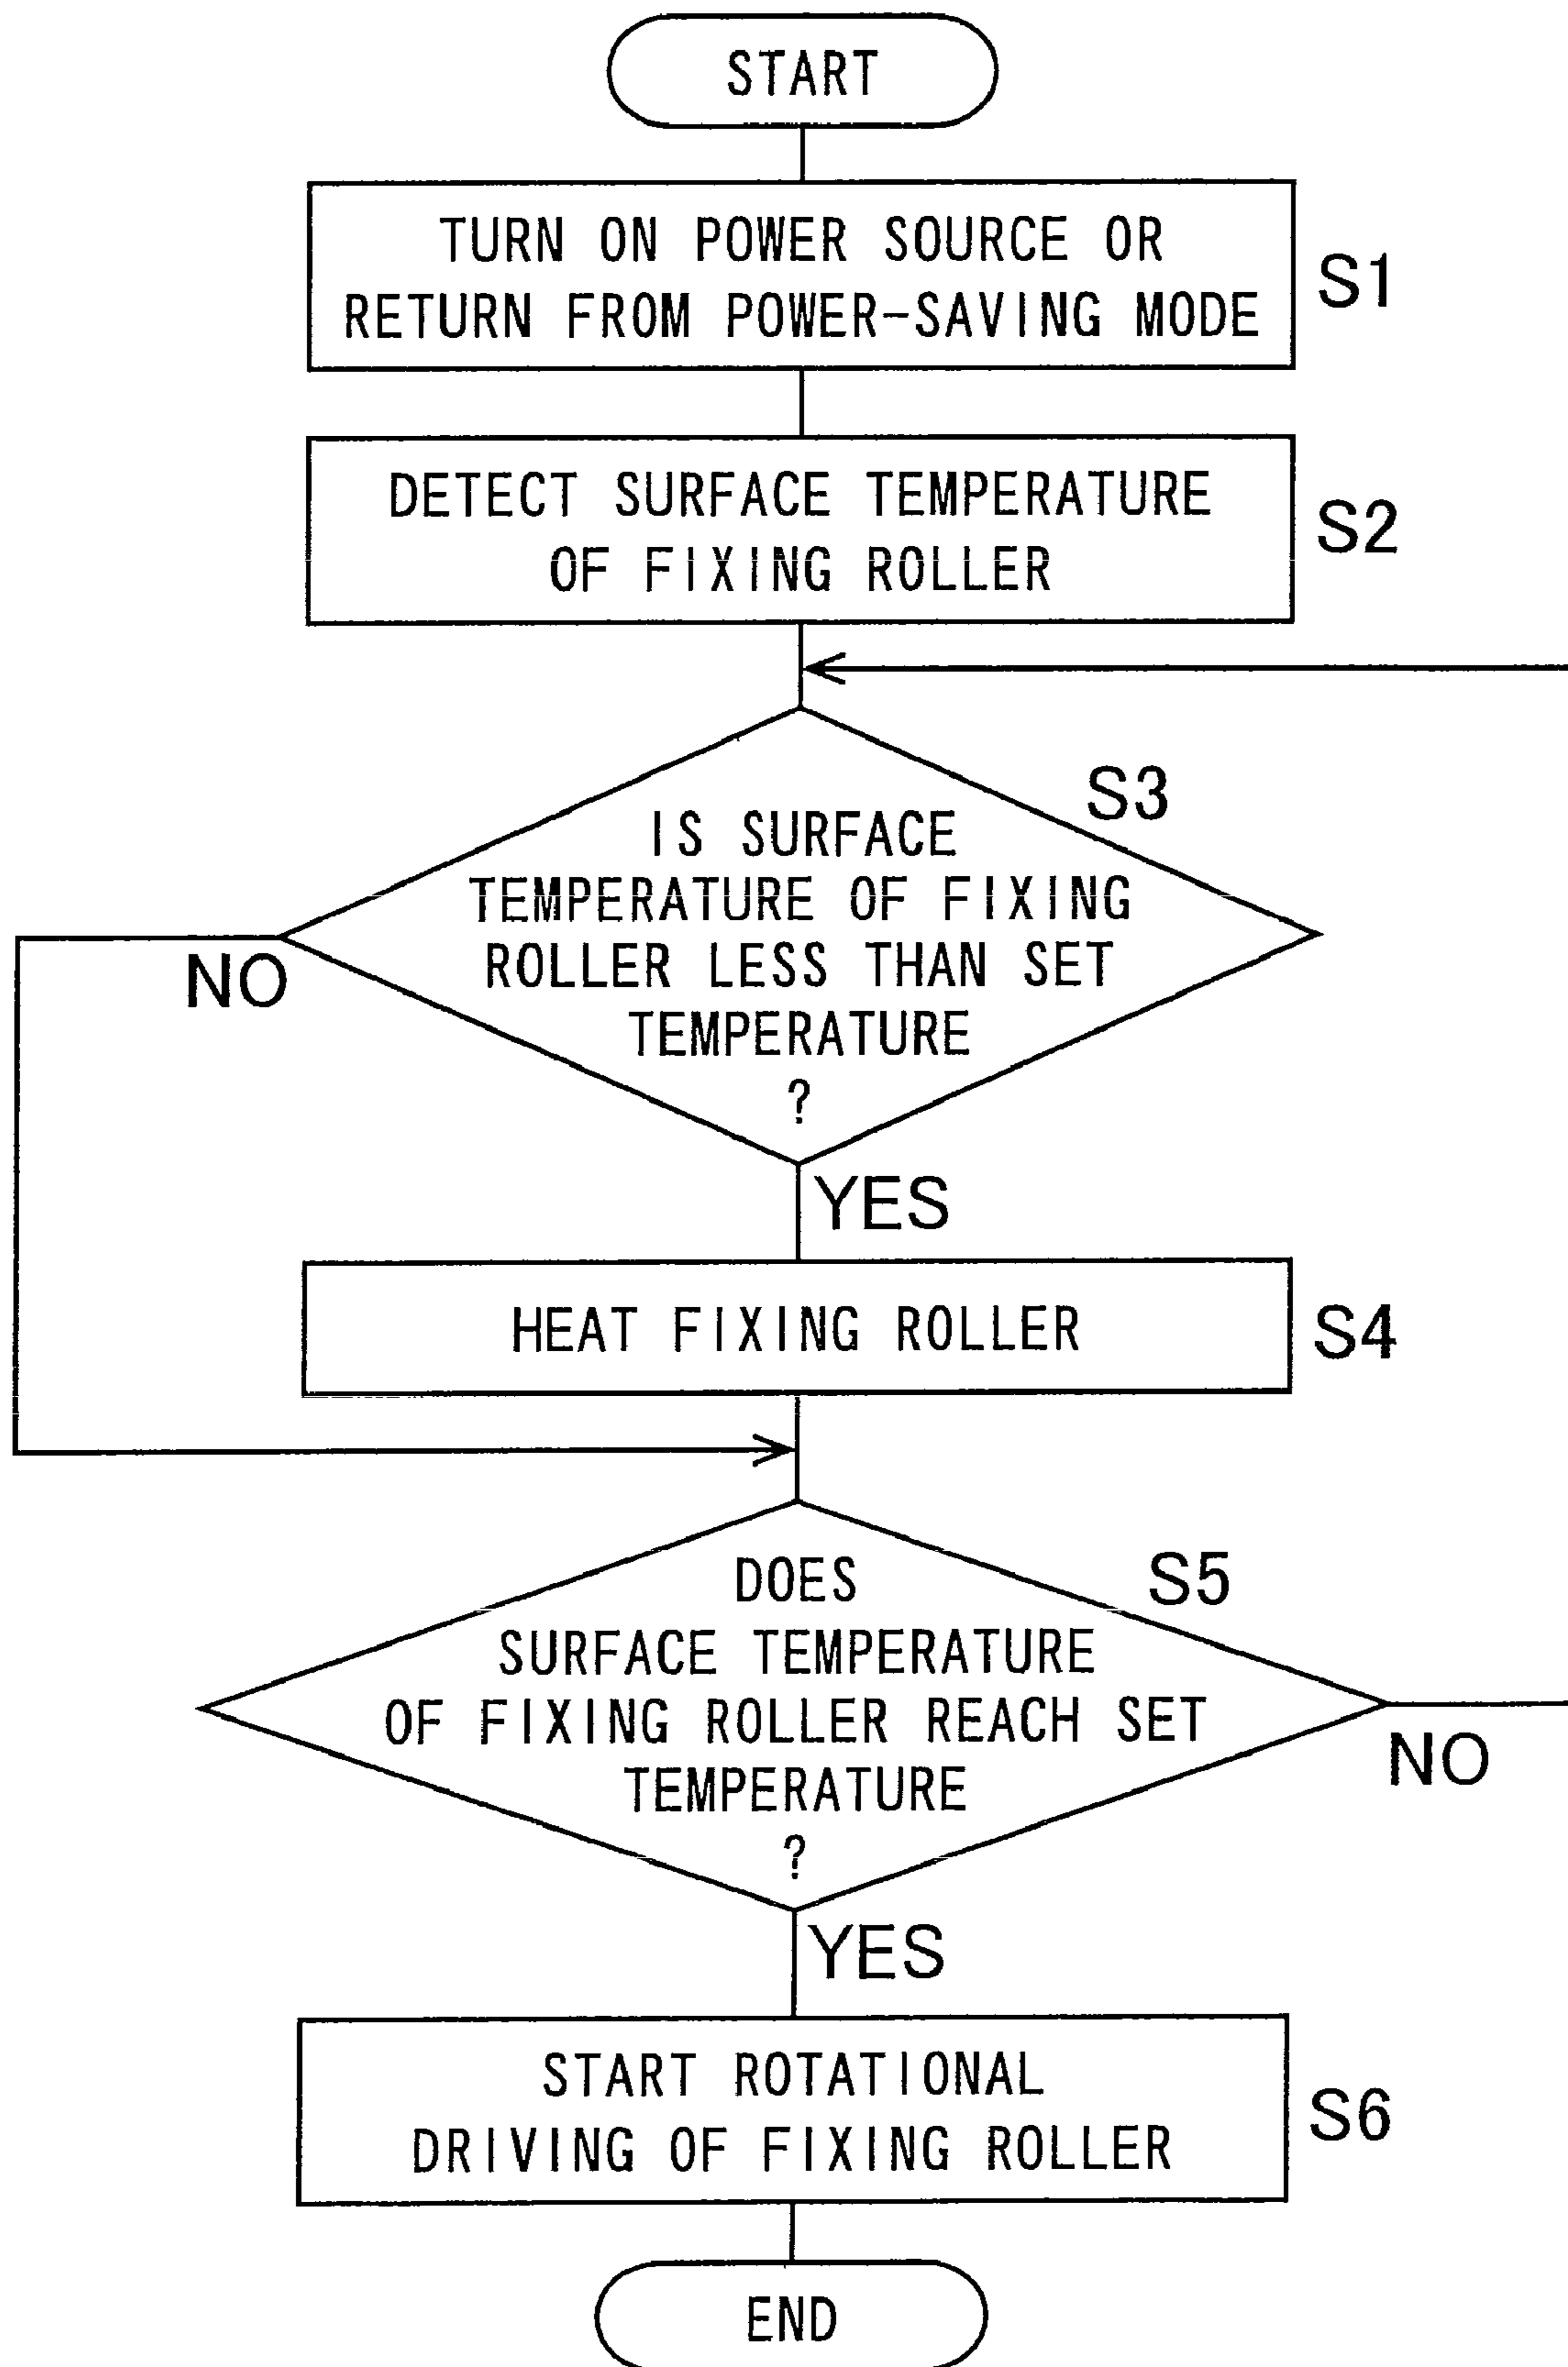 START
TURN ON POWER SOURCE OR
RETURN FROM POWER-SAVING MODE
S1
DETECT SURFACE TEMPERATURE
OF FIXING ROLLER
S2
S3
IS SURFACE
TEMPERATURE OF FIXING
ROLLER LESS THAN SET
TEMPERATURE
?
NO
YES
HEAT FIXING ROLLER
S4
S5
DOES
SURFACE TEMPERATURE
OF FIXING ROLLER REACH SET
TEMPERATURE
?
NO
YES
START ROTATIONAL
DRIVING OF FIXING ROLLER
S6
END